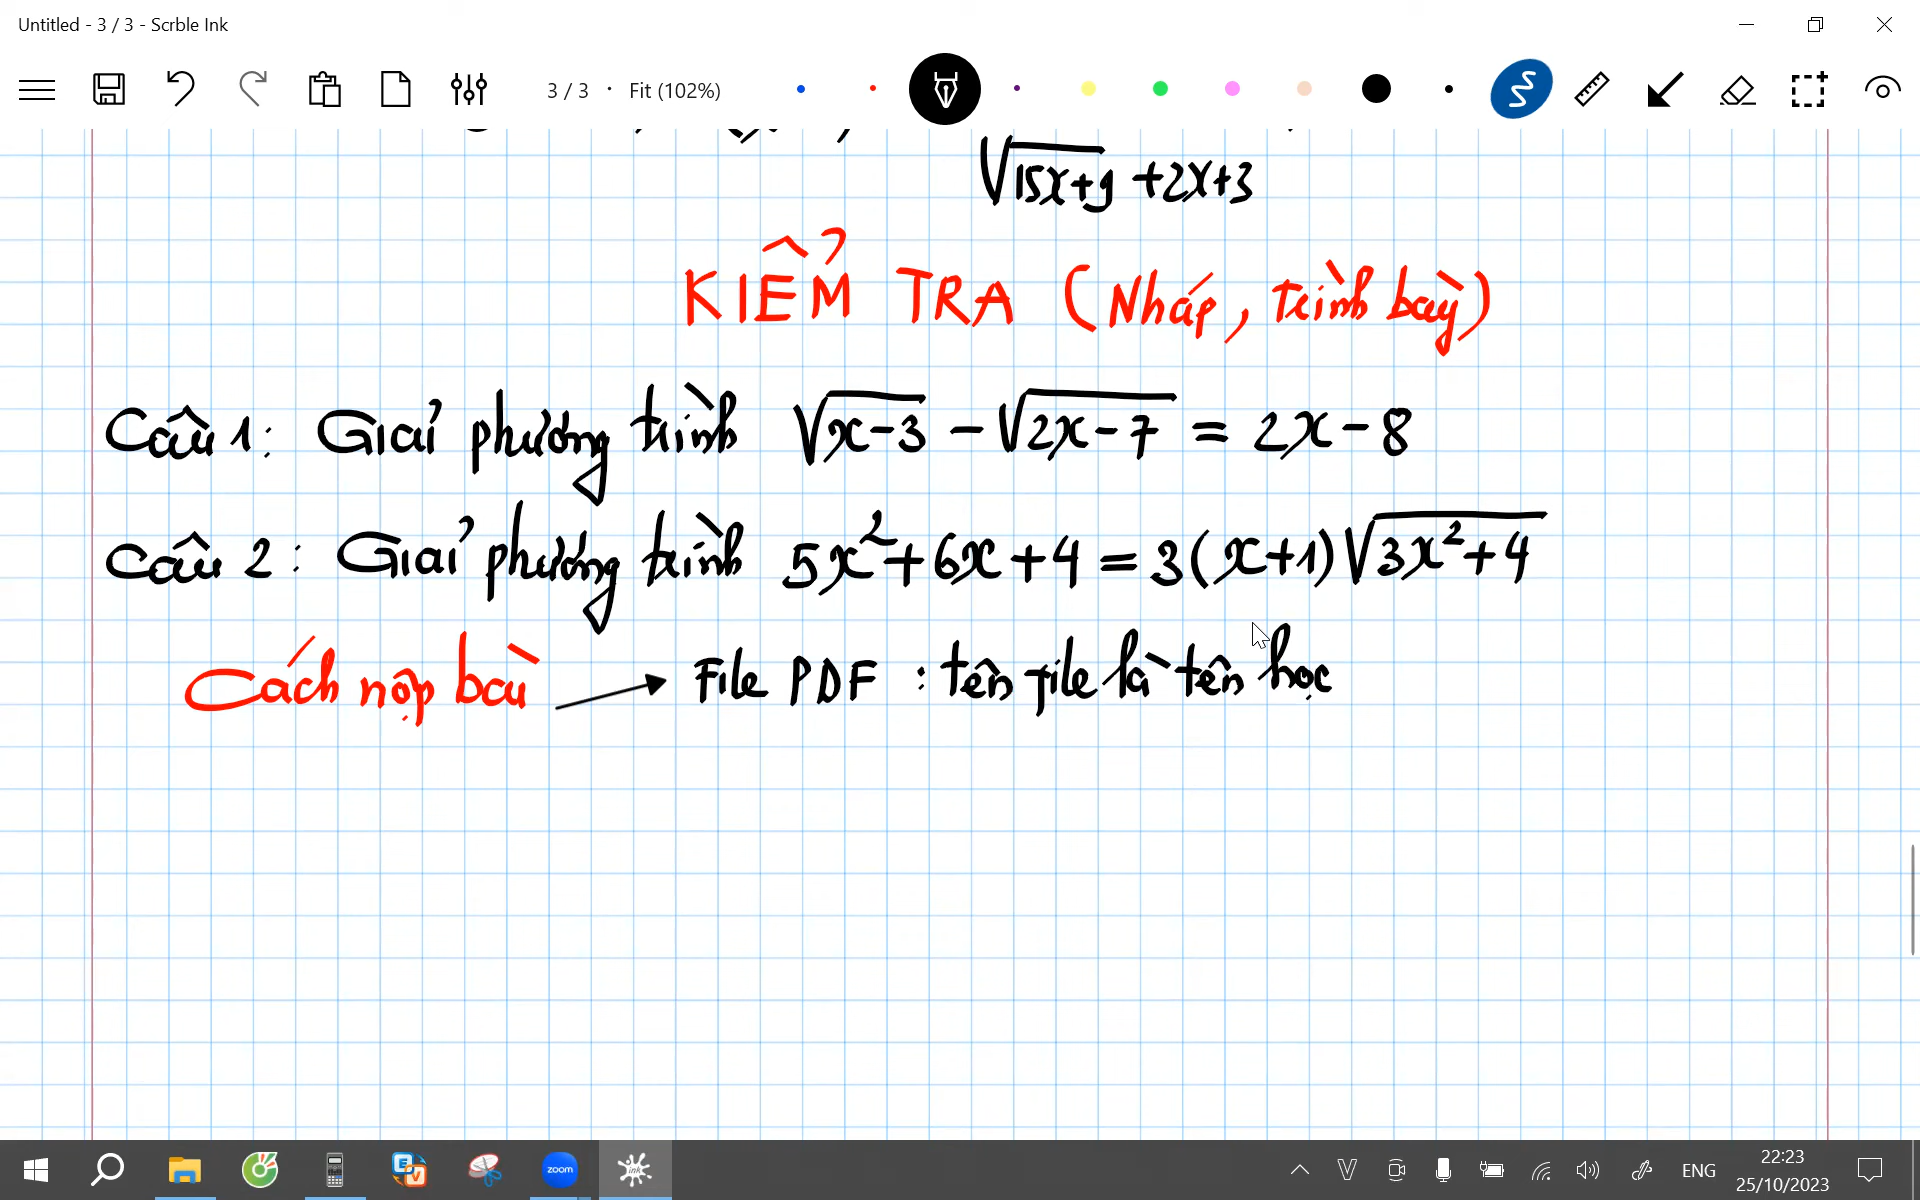 Untitled - 3 / 3 - Scrble Ink
3 / 3 · Fit (102%)
√15x+9 +2x+3
KIỂM TRA (Nháp, trình bày)
Câu 1: Giải phương trình √x-3 - √2x-7 = 2x-8
Câu 2: Giải phương trình 5x²+6x+4 = 3(x+1)√3x²+4
Cách nộp bài → File PDF : tên file là tên học
zoom
ink
ENG
22:23
25/10/2023